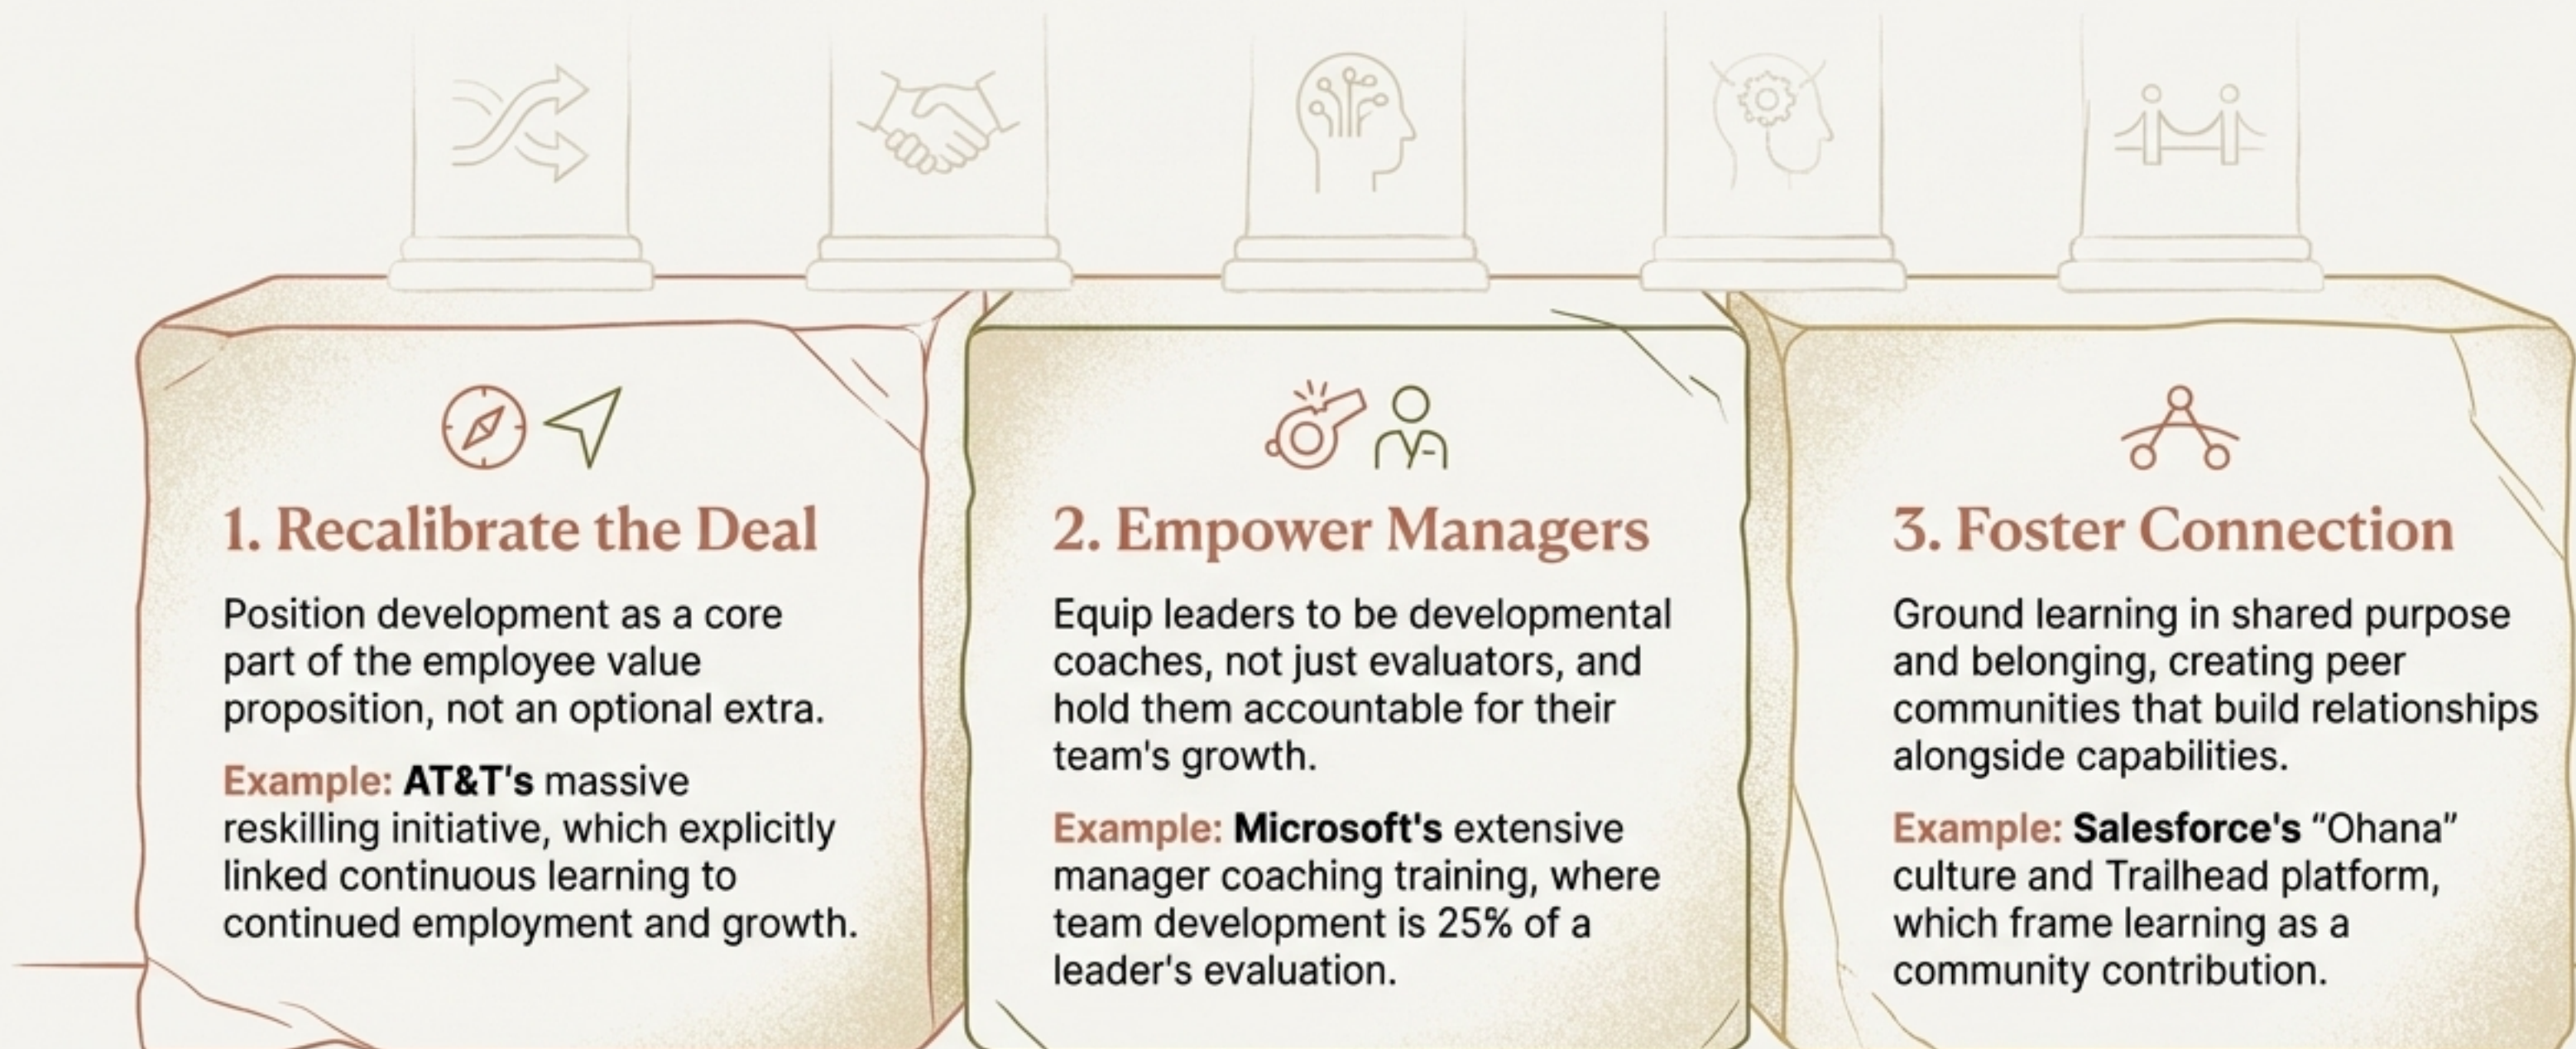 1. Recalibrate the Deal
Position development as a core
part of the employee value
proposition, not an optional extra.
Example: AT&T's massive
reskilling initiative, which explicitly
linked continuous learning to
continued employment and growth.
2. Empower Managers
Equip leaders to be developmental
coaches, not just evaluators, and
hold them accountable for their
team's growth.
Example: Microsoft's extensive
manager coaching training, where
team development is 25% of a
leader's evaluation.
3. Foster Connection
Ground learning in shared purpose
and belonging, creating peer
communities that build relationships
alongside capabilities.
Example: Salesforce's “Ohana”
culture and Trailhead platform,
which frame learning as a
community contribution.